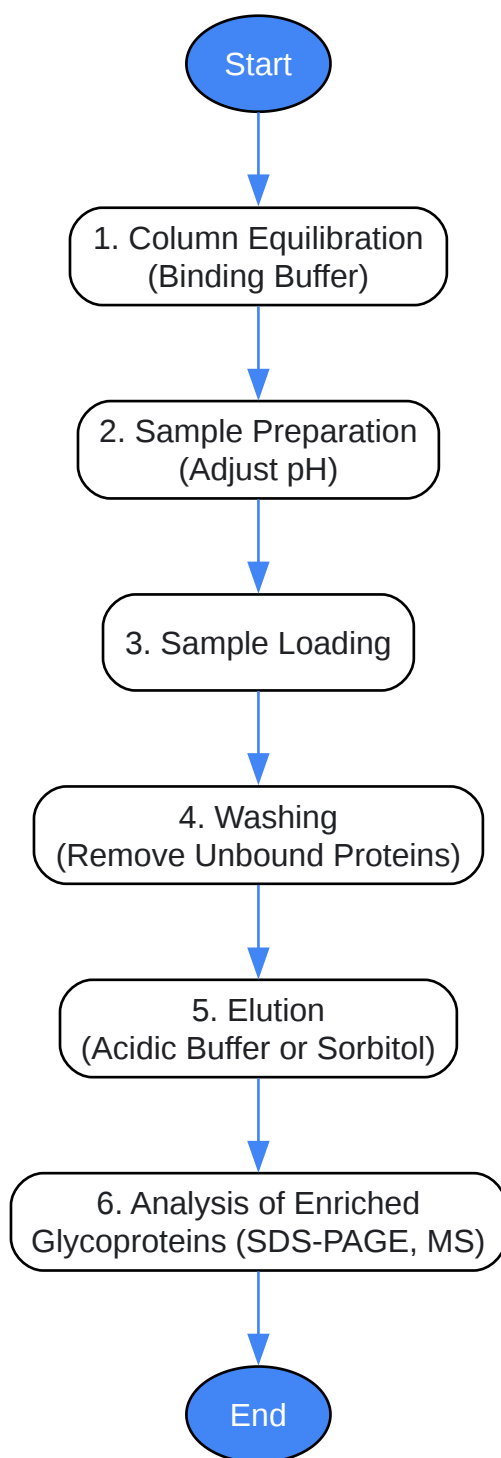 Start
1. Column Equilibration
(Binding Buffer)
2. Sample Preparation
(Adjust pH)
3. Sample Loading
4. Washing
(Remove Unbound Proteins)
5. Elution
(Acidic Buffer or Sorbitol)
6. Analysis of Enriched
Glycoproteins (SDS-PAGE, MS)
End